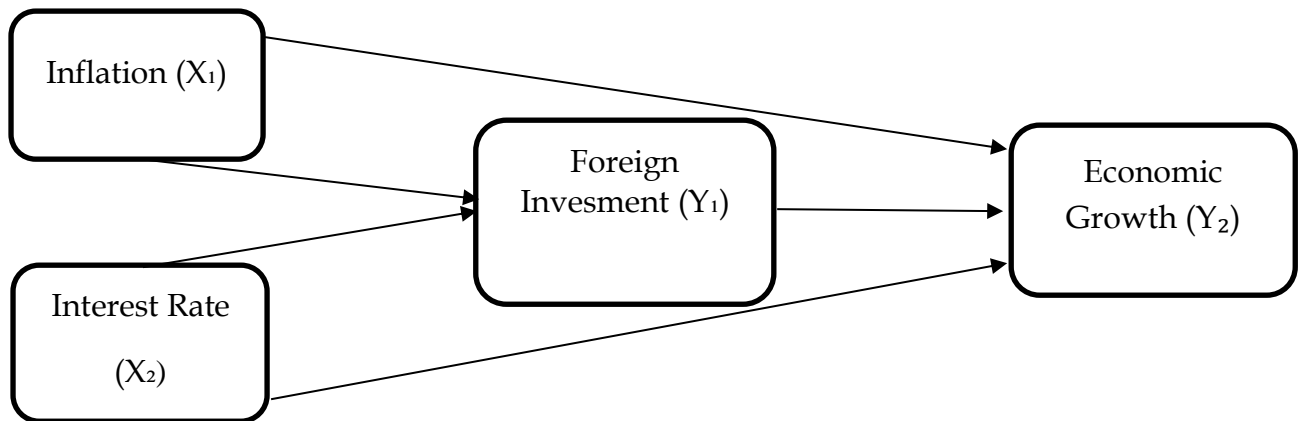 Inflation (X₁)
Foreign
Invesment (Y₁)
Economic
Growth (Y₂)
Interest Rate
(X₂)